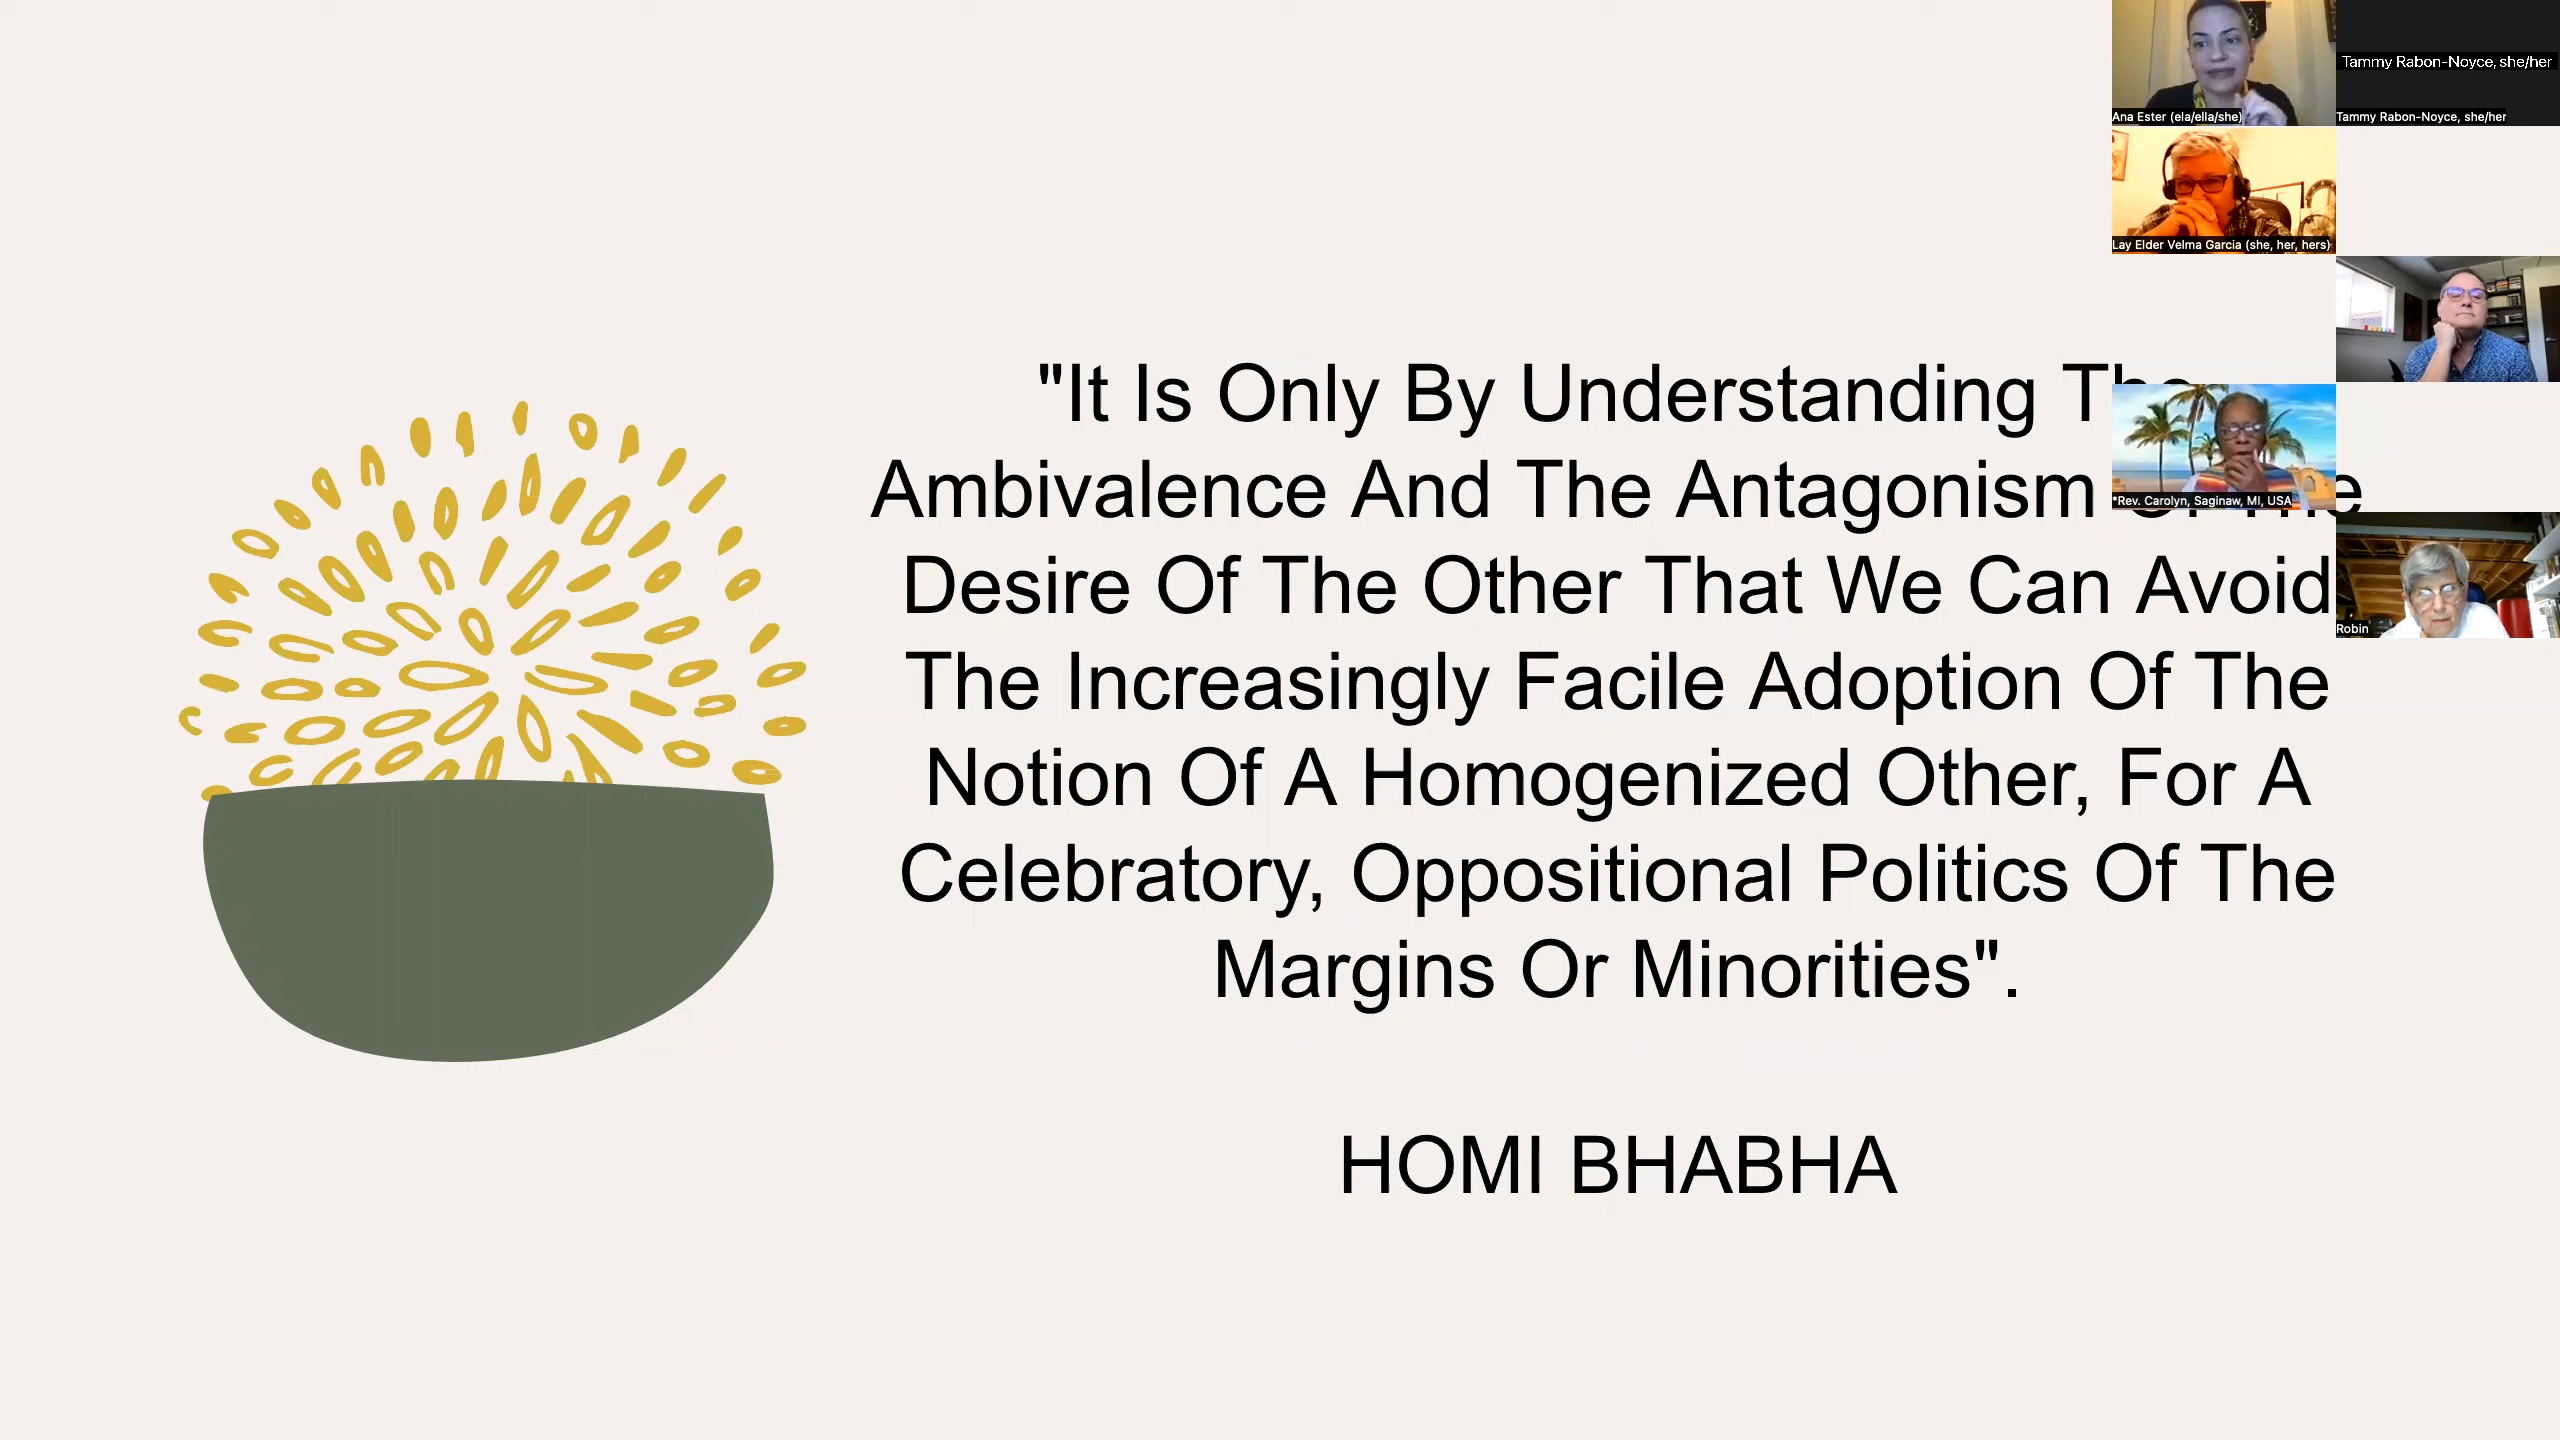 "It Is Only By Understanding The
Ambivalence And The Antagonism Of The
Desire Of The Other That We Can Avoid
The Increasingly Facile Adoption Of The
Notion Of A Homogenized Other, For A
Celebratory, Oppositional Politics Of The
Margins Or Minorities".
HOMI BHABHA
Ana Ester (ela/ella/she)
Tammy Rabon-Noyce, she/her
Tammy Rabon-Noyce, she/her
Lay Elder Velma Garcia (she, her, hers)
*Rev. Carolyn, Saginaw, MI, USA
Robin